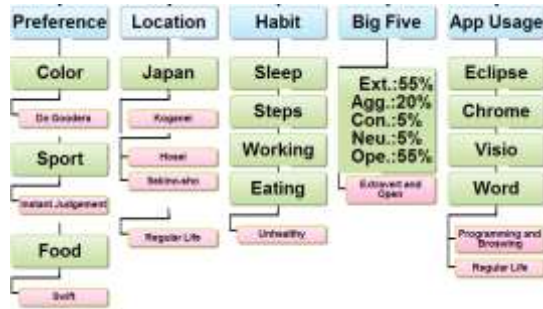 Preference
Location
Habit
Big Five
App Usage
Color
Do Gooders
Sport
Instant Judgement
Food
Swift
Japan
Koganei
Hosei
Sekino-sho
Regular Life
Sleep
Steps
Working
Eating
Unhealthy
Ext.:55%
Agg.:20%
Con.:5%
Neu.:5%
Ope.:55%
Extravert and
Open
Eclipse
Chrome
Visio
Word
Programming and
Broswing
Regular Life